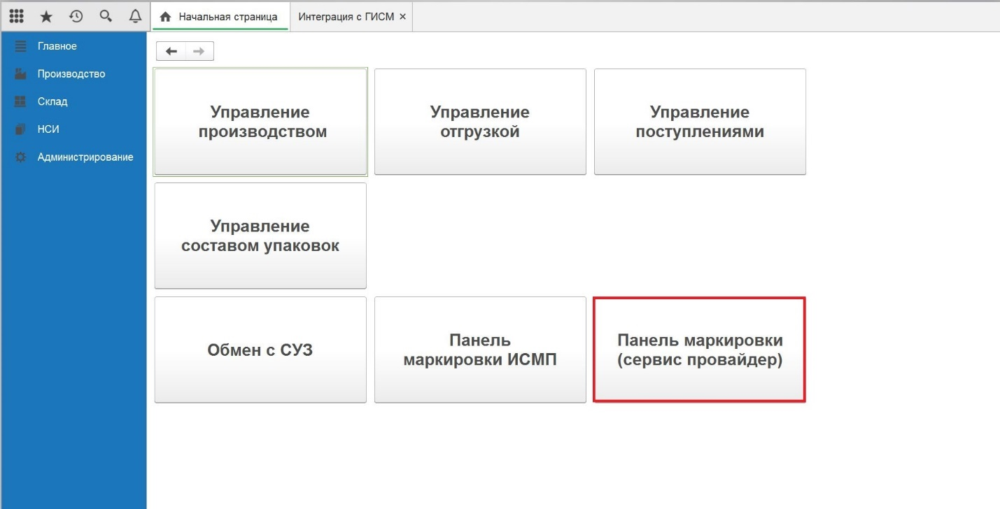 Начальная страница
Интеграция с ГИСМ ×
Главное
Производство
Склад
НСИ
Администрирование
Управление
производством
Управление
отгрузкой
Управление
поступлениями
Управление
составом упаковок
Обмен с СУЗ
Панель
маркировки ИСМП
Панель маркировки
(сервис провайдер)